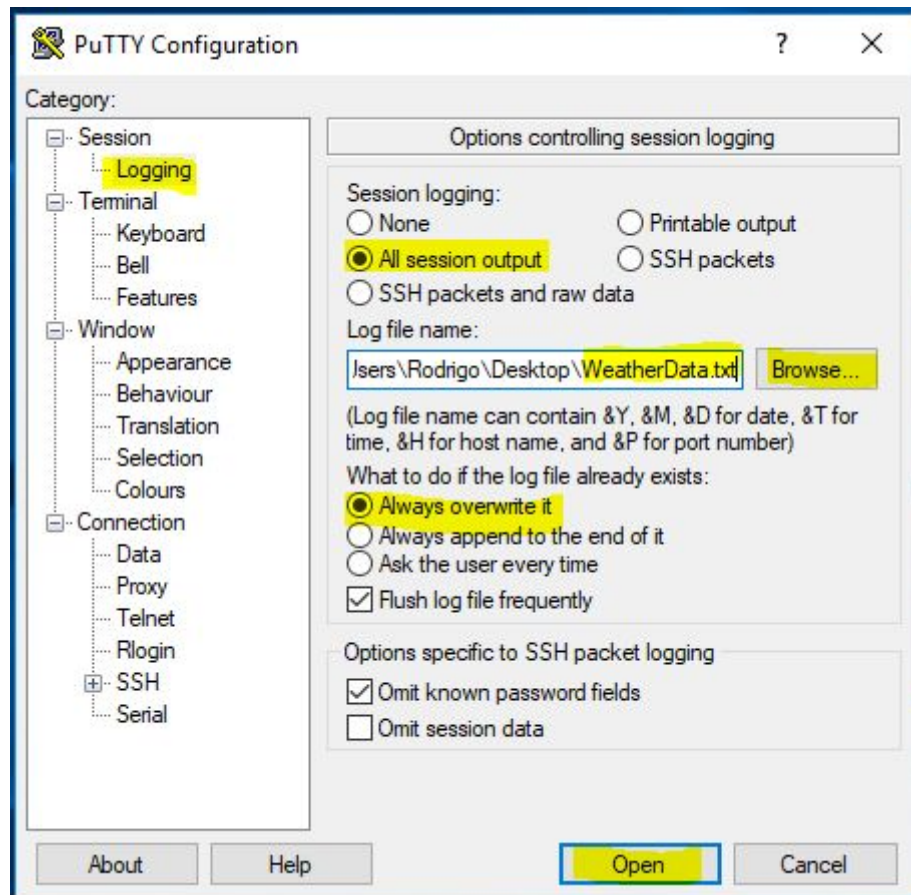 PuTTY Configuration
?
Category:
Session
Logging
Terminal
Keyboard
Bell
Features
Window
Appearance
Behaviour
Translation
Selection
Colours
Connection
Data
Proxy
Telnet
Rlogin
SSH
Serial
Options controlling session logging
Session logging:
None
Printable output
All session output
SSH packets
SSH packets and raw data
Log file name:
Jsers\Rodrigo\Desktop\WeatherData.txt
Browse...
(Log file name can contain &Y, &M, &D for date, &T for
time, &H for host name, and &P for port number)
What to do if the log file already exists:
Always overwrite it
Always append to the end of it
Ask the user every time
Flush log file frequently
Options specific to SSH packet logging
Omit known password fields
Omit session data
About
Help
Open
Cancel